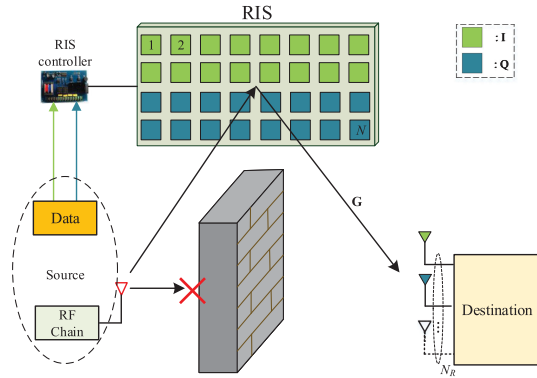 RIS
RIS
controller
1 2
N
: I
: Q
Data
Source
RF
Chain
G
Destination
N_R